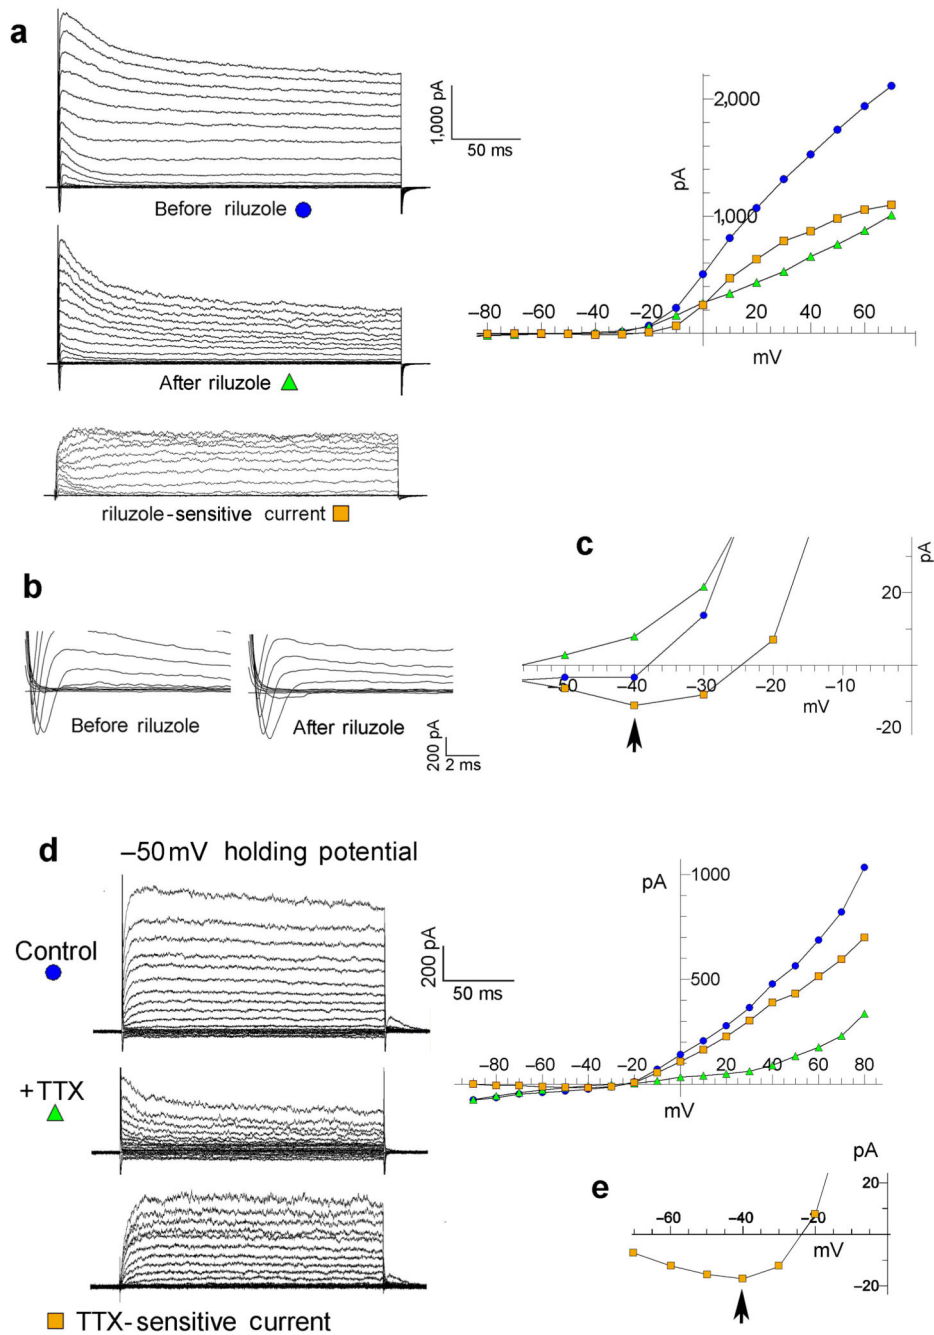 a
1,000 pA
50 ms
Before riluzole
After riluzole
riluzole-sensitive current
pA
2,000
1,000
−80 −60 −40 −20 20 40 60
mV
b
Before riluzole
After riluzole
200 pA
2 ms
c
pA
20
−50 −40 −30 −20 −10
mV
-20
d
−50 mV holding potential
Control
+TTX
TTX-sensitive current
200 pA
50 ms
pA
1000
500
−80 −60 −40 −20 20 40 60 80
mV
e
pA
20
−60 −40 −20
mV
−20